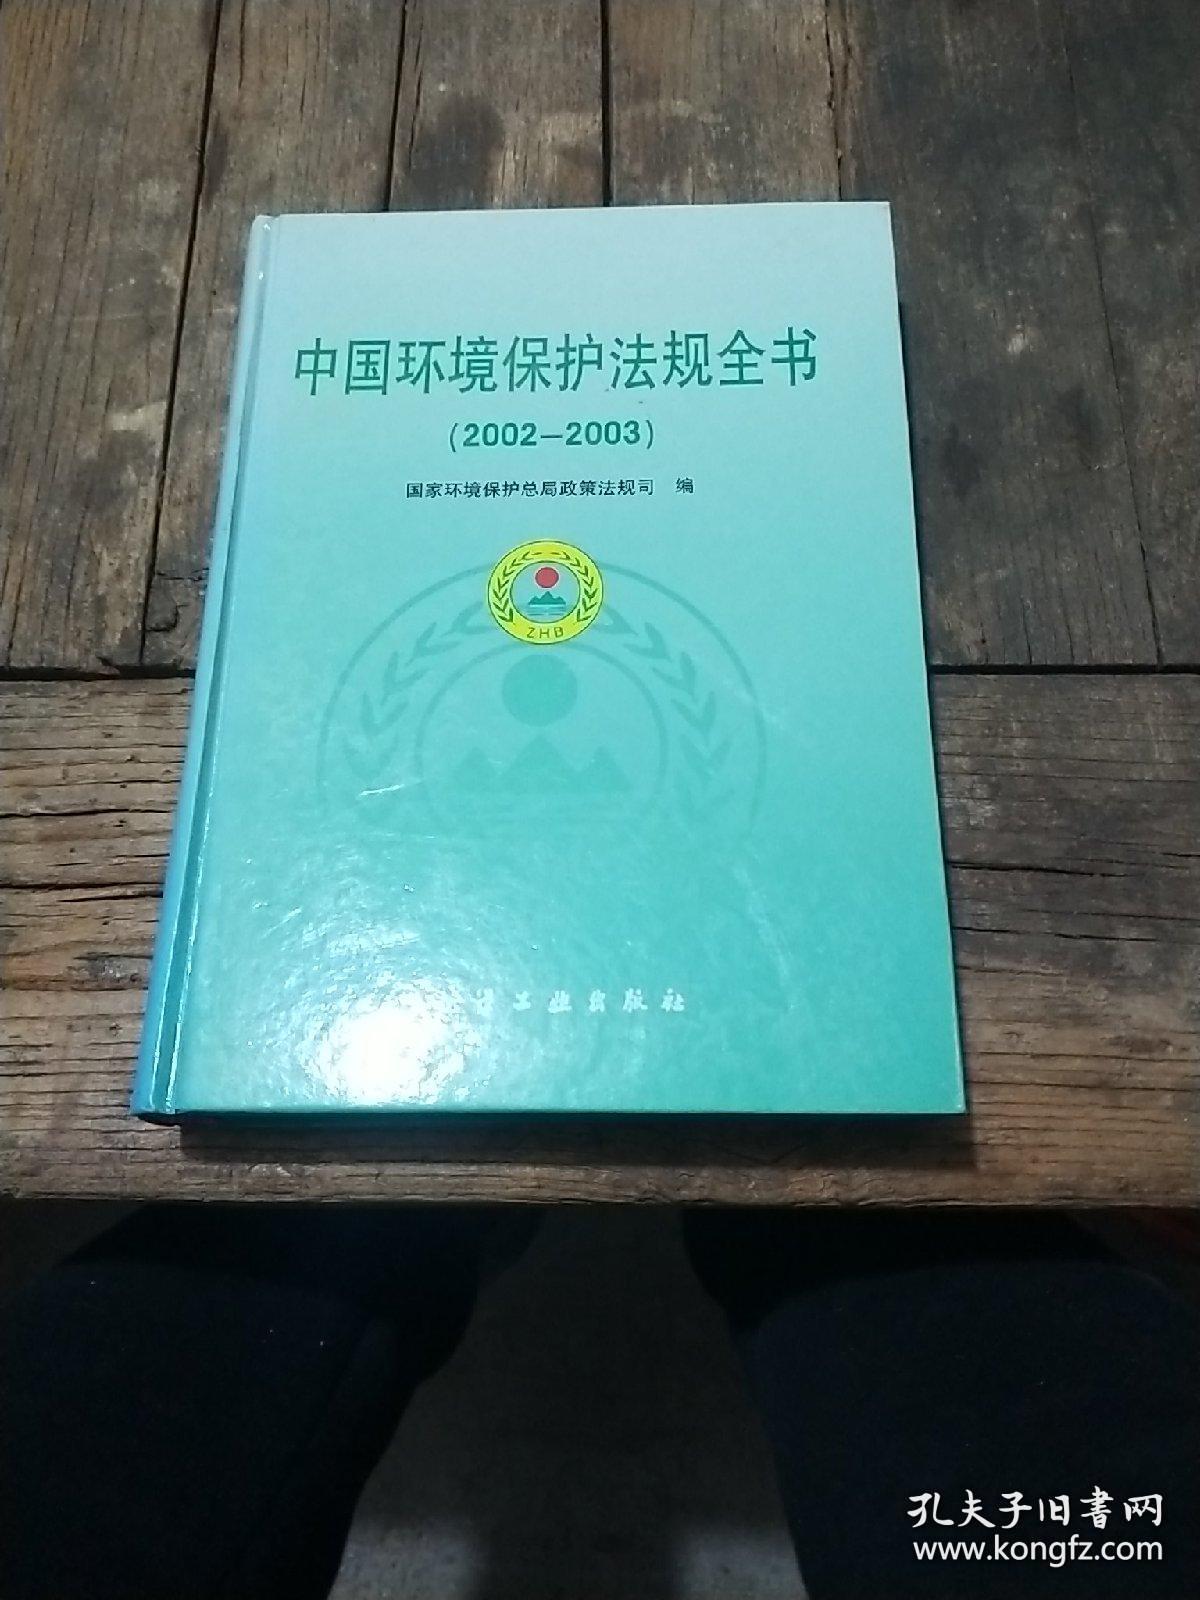 中国环境保护法规全书
(2002—2003)
国家环境保护总局政策法规司 编
ZHB
工业出版社
孔夫子旧書网
www.kongfz.com